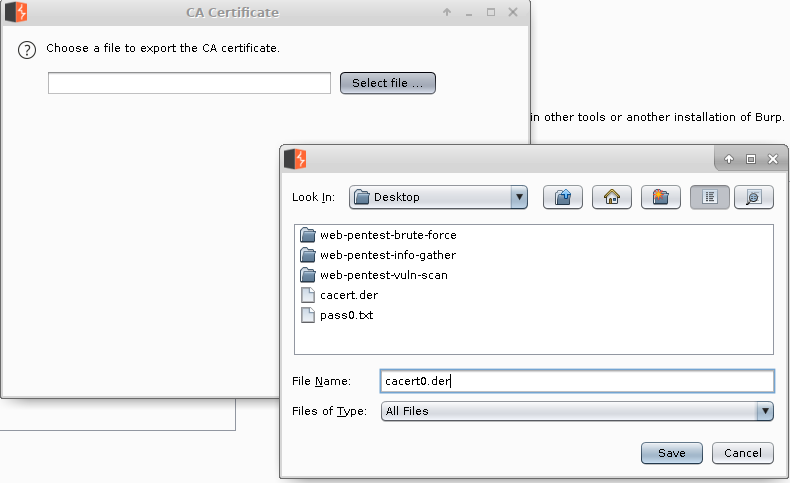 CA Certificate
Choose a file to export the CA certificate.
Select file ...
in other tools or another installation of Burp.
Look In:
Desktop
web-pentest-brute-force
web-pentest-info-gather
web-pentest-vuln-scan
cacert.der
pass0.txt
File Name:
cacert0.der
Files of Type:
All Files
Save
Cancel